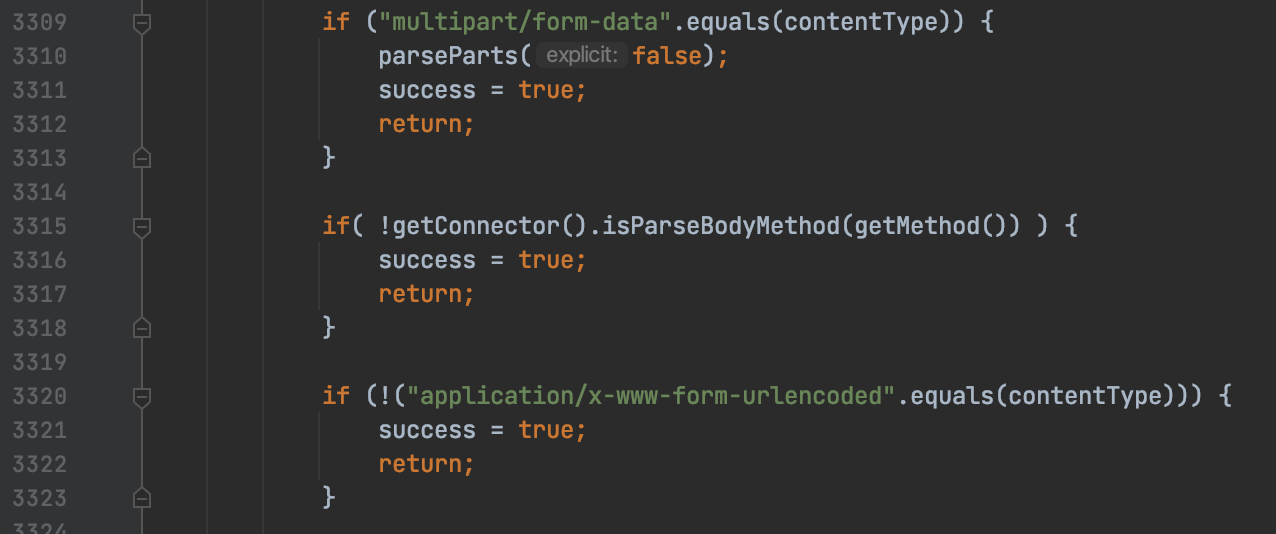 3309 if ("multipart/form-data".equals(contentType)) {
3310 parseParts( explicit: false);
3311 success = true;
3312 return;
3313 }
3314
3315 if( !getConnector().isParseBodyMethod(getMethod()) ) {
3316 success = true;
3317 return;
3318 }
3319
3320 if (!("application/x-www-form-urlencoded".equals(contentType))) {
3321 success = true;
3322 return;
3323 }
3324